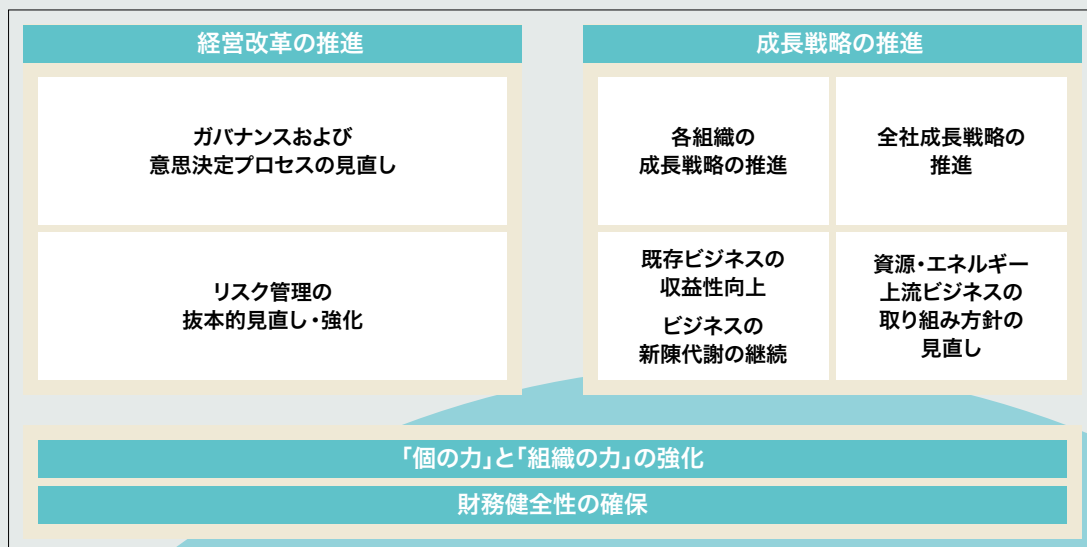 経営改革の推進
ガバナンスおよび
意思決定プロセスの見直し
リスク管理の
抜本的見直し・強化
成長戦略の推進
各組織の
成長戦略の推進
全社成長戦略の
推進
既存ビジネスの
収益性向上
ビジネスの
新陳代謝の継続
資源・エネルギー
上流ビジネスの
取り組み方針の
見直し
「個の力」と「組織の力」の強化
財務健全性の確保